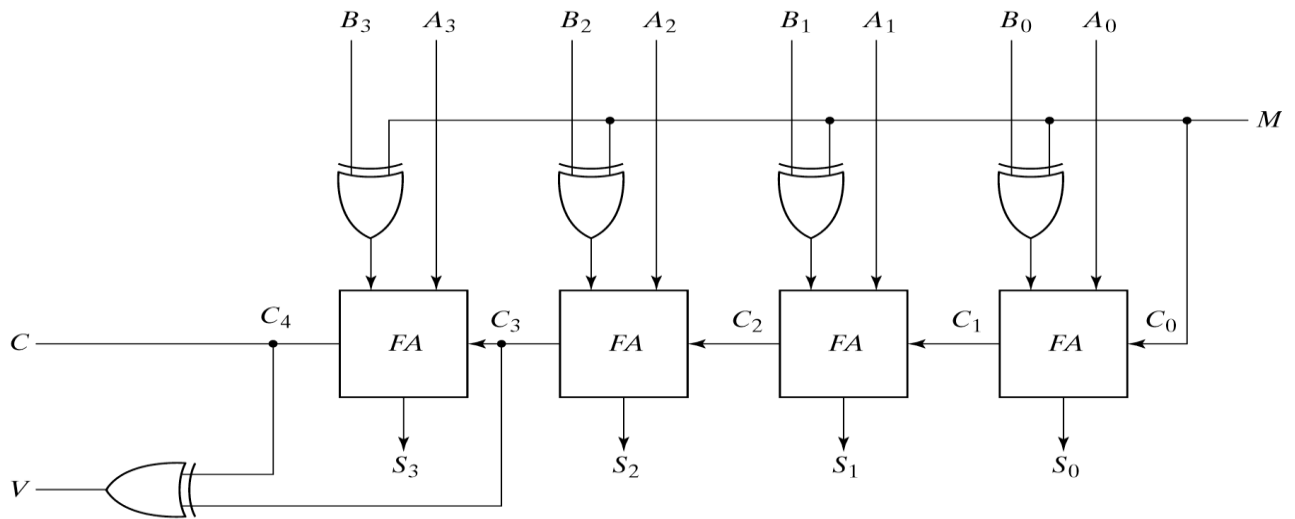 B₃ A₃ B₂ A₂ B₁ A₁ B₀ A₀
M
C₄ C₃ C₂ C₁ C₀
C FA FA FA FA
S₃ S₂ S₁ S₀
V